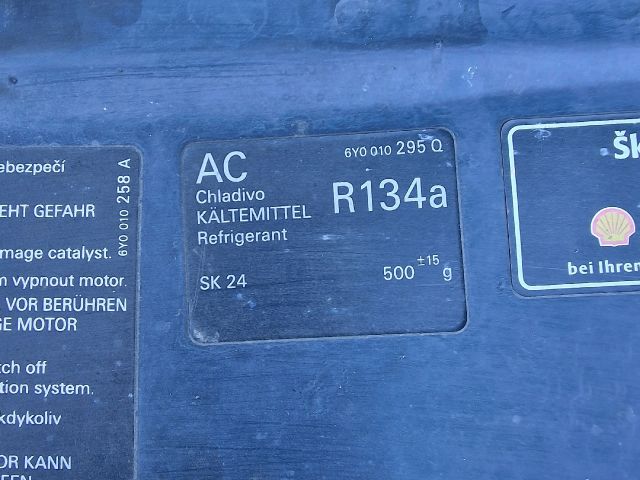 ebezpečí
EHT GEFAHR
mage catalyst.
m vypnout motor.
VOR BERÜHREN
GE MOTOR
tch off
tion system.
kdykoliv
OR KANN
6Y0 010 258 A
AC
6Y0 010 295 Q
Chladivo
R134a
KÄLTEMITTEL
Refrigerant
SK 24
500 ±15 g
Šk
bei Ihren